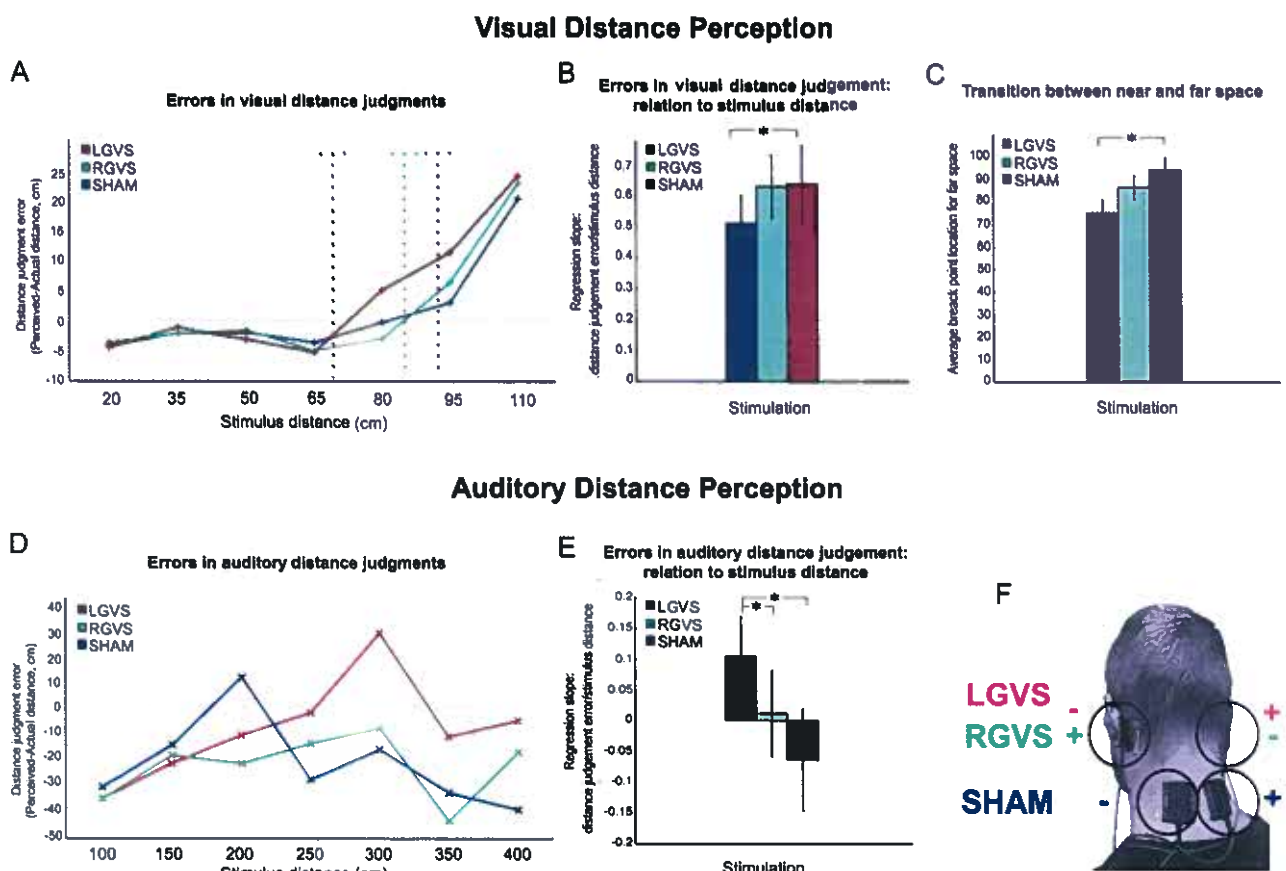 Visual Distance Perception
A
Errors in visual distance judgments
LGVS
RGVS
SHAM
Distance judgment error
(Perceived-Actual distance, cm)
25
20
16
10
5
0
-5
-10
20 35 50 65 80 95 110
Stimulus distance (cm)
B
Errors in visual distance judgement:
relation to stimulus distance
*
LGVS
RGVS
SHAM
Regression slope:
distance judgement error/stimulus distance
0.7
0.6
0.5
0.4
0.3
0.2
0.1
0
Stimulation
C
Transition between near and far space
*
LGVS
RGVS
SHAM
Average breack point location for far space
100
90
80
70
60
50
40
30
20
10
0
Stimulation
Auditory Distance Perception
D
Errors in auditory distance judgments
LGVS
RGVS
SHAM
Distance judgment error
(Perceived-Actual distance, cm)
40
30
20
10
0
-10
-20
-30
-40
-50
100 150 200 250 300 350 400
Stimulus distance (cm)
E
Errors in auditory distance judgement:
relation to stimulus distance
*
*
LGVS
RGVS
SHAM
Regression slope:
distance judgement error/stimulus distance
0.2
0.15
0.1
0.05
0
-0.05
-0.1
-0.15
-0.2
Stimulation
F
LGVS - +
RGVS + -
SHAM - +